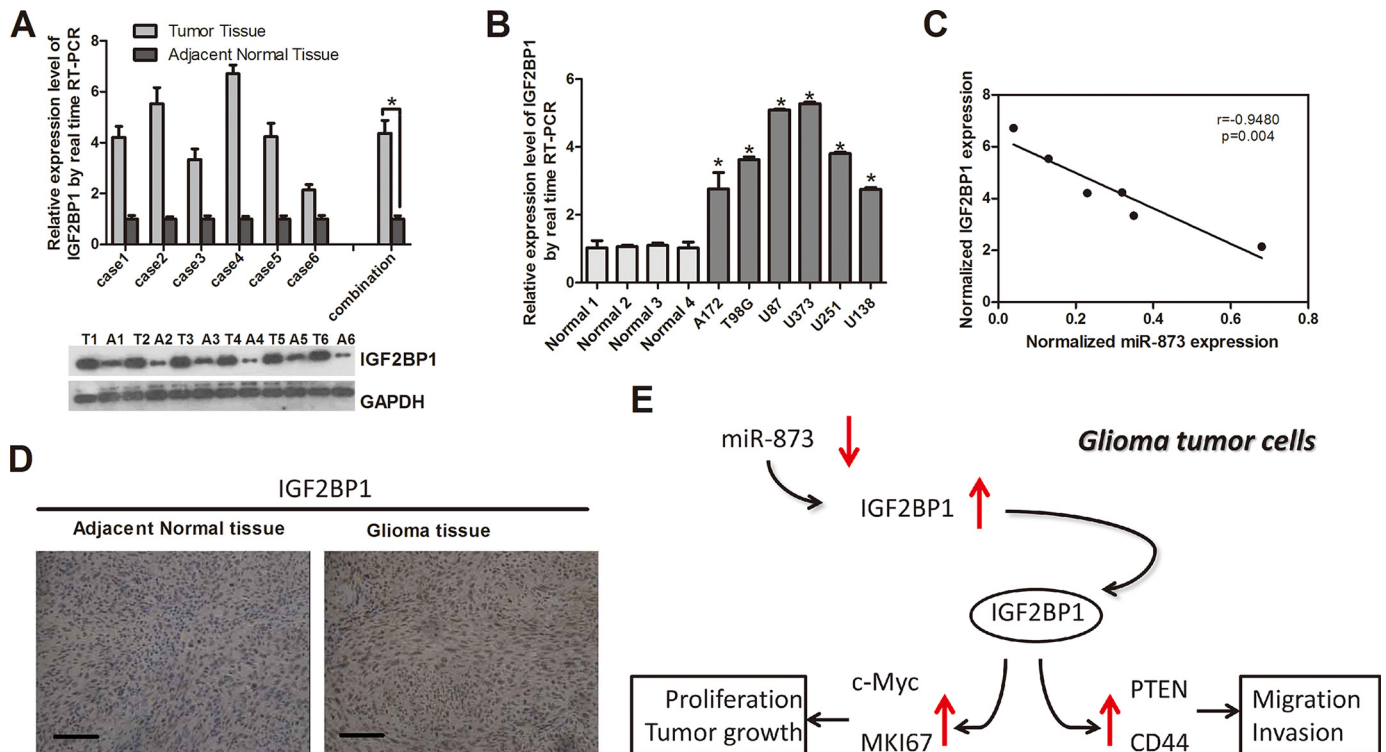 A
Relative expression level of
IGF2BP1 by real time RT-PCR
Tumor Tissue
Adjacent Normal Tissue
8
6
4
2
0
*
case1
case2
case3
case4
case5
case6
combination
T1 A1 T2 A2 T3 A3 T4 A4 T5 A5 T6 A6
IGF2BP1
GAPDH
B
Relative expression level of IGF2BP1
by real time RT-PCR
6
4
2
0
* * * * * *
Normal 1
Normal 2
Normal 3
Normal 4
A172
T98G
U87
U373
U251
U138
C
Normalized IGF2BP1 expression
8
6
4
2
0
r=-0.9480
p=0.004
0.0 0.2 0.4 0.6 0.8
Normalized miR-873 expression
D
IGF2BP1
Adjacent Normal tissue
Glioma tissue
E
miR-873
Glioma tumor cells
IGF2BP1
IGF2BP1
Proliferation
Tumor growth
c-Myc
MKI67
PTEN
CD44
Migration
Invasion